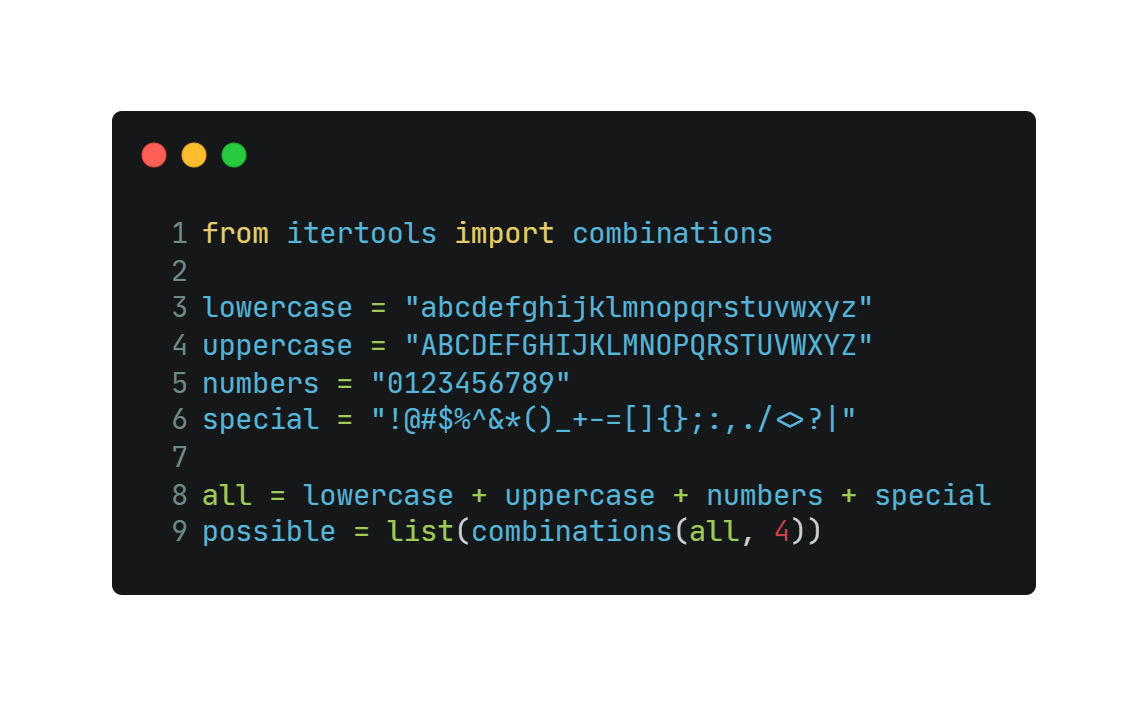 1 from itertools import combinations
2
3 lowercase = "abcdefghijklmnopqrstuvwxyz"
4 uppercase = "ABCDEFGHIJKLMNOPQRSTUVWXYZ"
5 numbers = "0123456789"
6 special = "!@#$%^&*()_+-=[]{};:,./<>?|"
7
8 all = lowercase + uppercase + numbers + special
9 possible = list(combinations(all, 4))